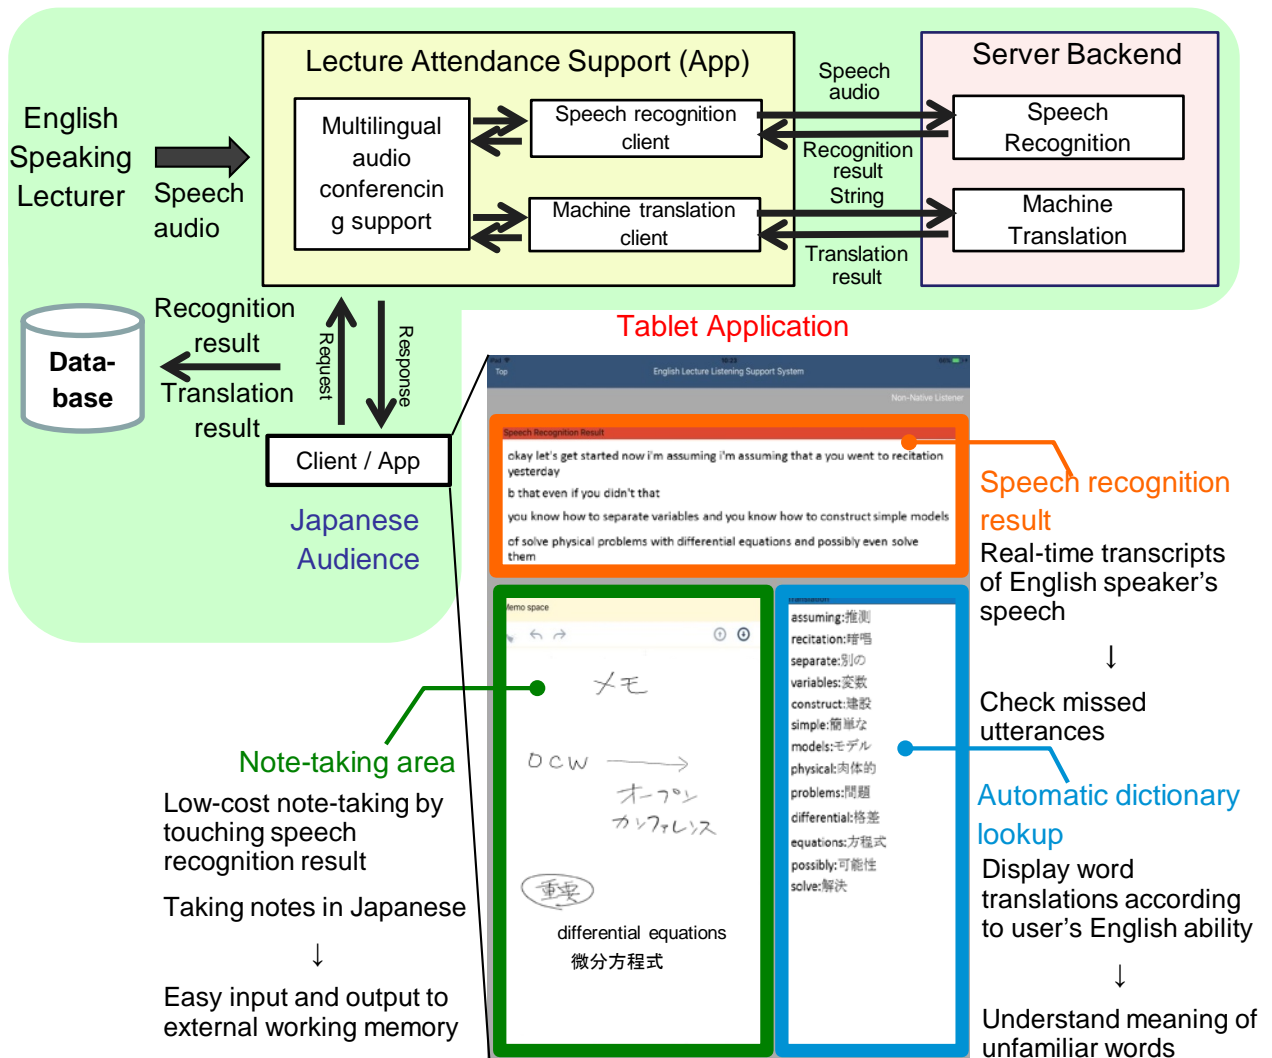 Lecture Attendance Support (App)
Server Backend
English
Speaking
Lecturer
Speech
audio
Multilingual
audio
conferencin
g support
Speech recognition
client
Machine translation
client
Speech
audio
Recognition
result
String
Translation
result
Speech
Recognition
Machine
Translation
Data-
base
Recognition
result
Translation
result
Request
Response
Client / App
Japanese
Audience
Tablet Application
Top
English Lecture Listening Support System
Non-Native Listener
Speech Recognition Result
okay let's get started now i'm assuming i'm assuming that a you went to recitation
yesterday
b that even if you didn't that
you know how to separate variables and you know how to construct simple models
of solve physical problems with differential equations and possibly even solve
them
Speech recognition
result
Real-time transcripts
of English speaker's
speech
↓
Check missed
utterances
Memo space
メモ
OCW →
オープン
カンファレンス
重要
differential equations
微分方程式
assuming:推測
recitation:暗唱
separate:別の
variables:変数
construct:建設
simple:簡単な
models:モデル
physical:肉体的
problems:問題
differential:格差
equations:方程式
possibly:可能性
solve:解決
Note-taking area
Low-cost note-taking by
touching speech
recognition result
Taking notes in Japanese
↓
Easy input and output to
external working memory
Automatic dictionary
lookup
Display word
translations according
to user's English ability
↓
Understand meaning of
unfamiliar words